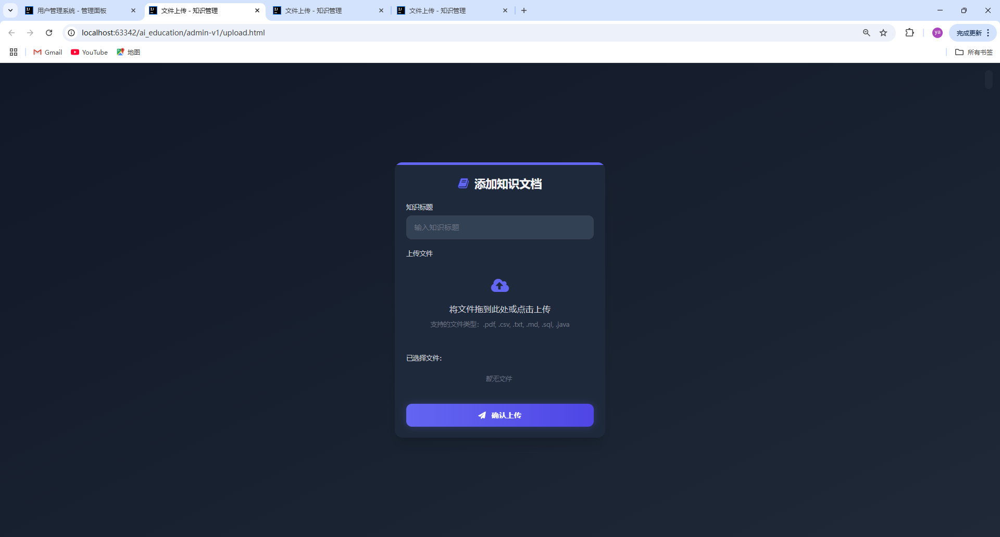 用户管理系统 - 管理面板
文件上传 - 知识管理
文件上传 - 知识管理
文件上传 - 知识管理
localhost:63342/ai_education/admin-v1/upload.html
ya
完成更新
Gmail
YouTube
地图
所有书签
添加知识文档
知识标题
输入知识标题
上传文件
将文件拖到此处或点击上传
支持的文件类型：.pdf, .csv, .txt, .md, .sql, .java
已选择文件：
暂无文件
确认上传